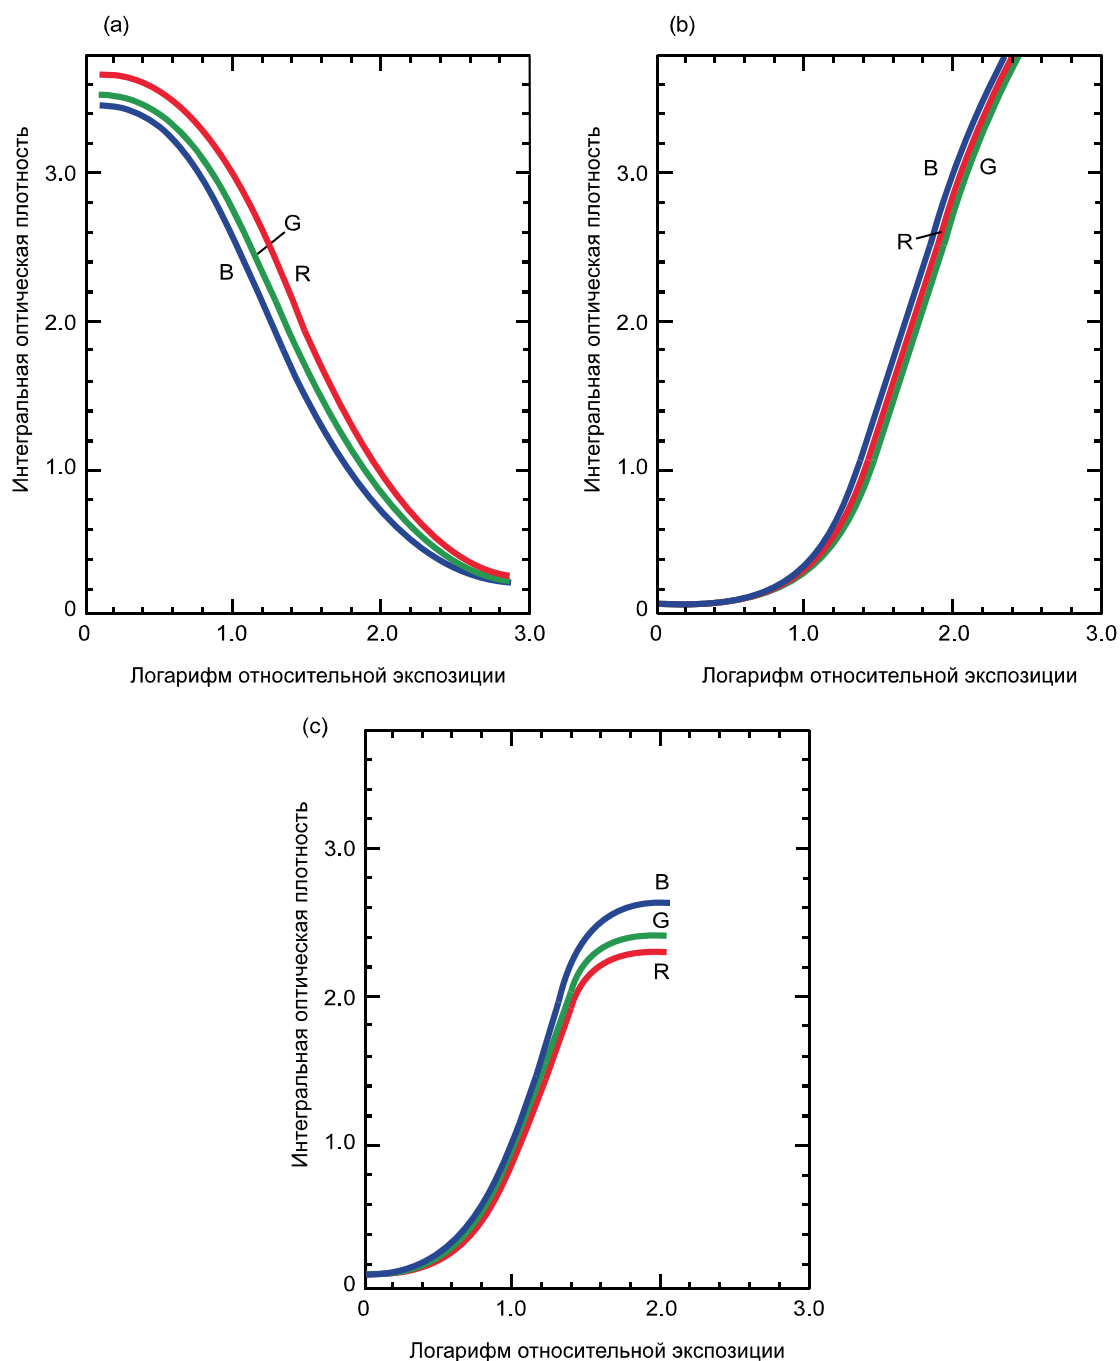 (a)
Интегральная оптическая плотность
3.0
2.0
1.0
0
G
B
R
0 1.0 2.0 3.0
Логарифм относительной экспозиции
(b)
Интегральная оптическая плотность
3.0
2.0
1.0
0
B
G
R
0 1.0 2.0 3.0
Логарифм относительной экспозиции
(c)
Интегральная оптическая плотность
3.0
2.0
1.0
0
B
G
R
0 1.0 2.0 3.0
Логарифм относительной экспозиции